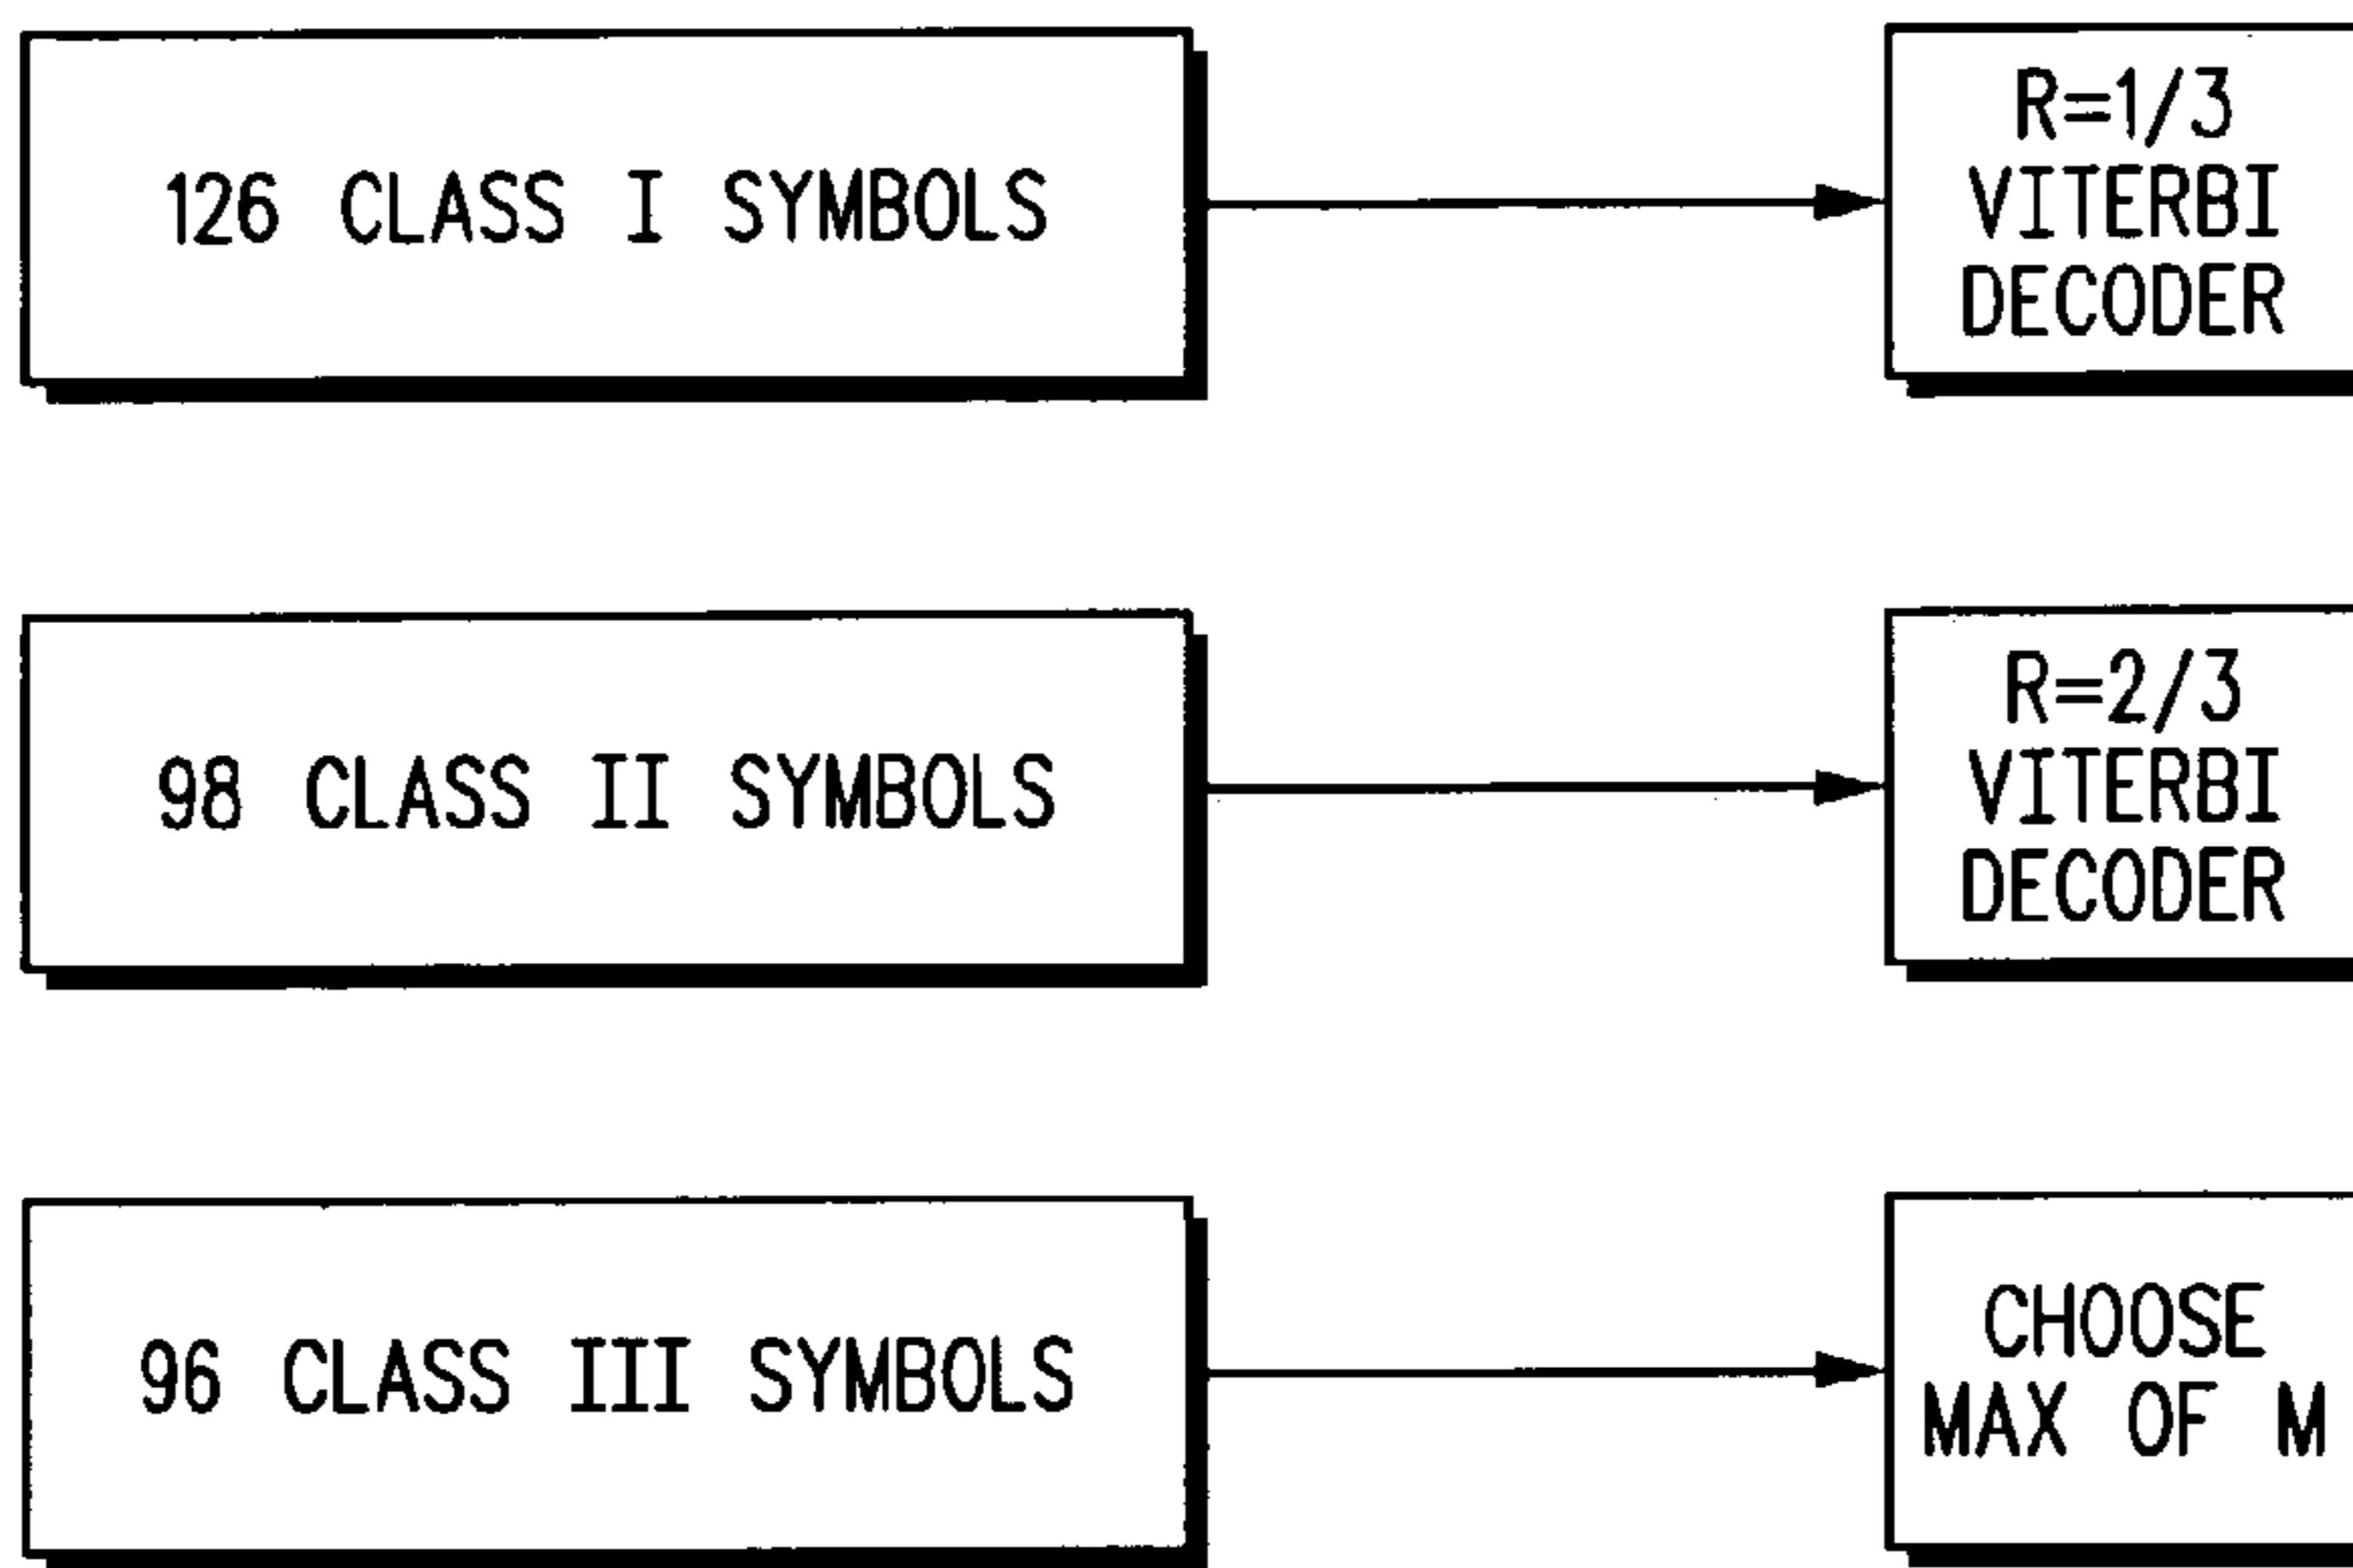 126 CLASS I SYMBOLS
R=1/3
VITERBI
DECODER
98 CLASS II SYMBOLS
R=2/3
VITERBI
DECODER
96 CLASS III SYMBOLS
CHOOSE
MAX OF M